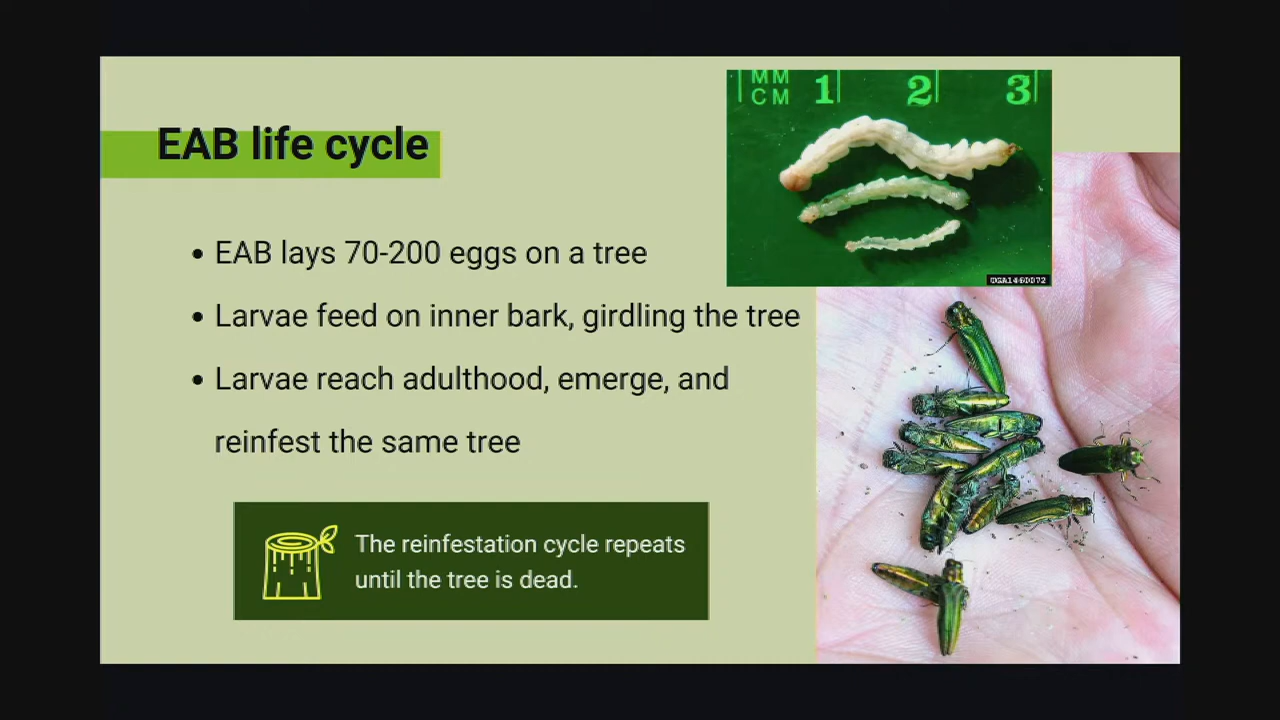 EAB life cycle
MM
CM 1 2 3
• EAB lays 70-200 eggs on a tree
• Larvae feed on inner bark, girdling the tree
• Larvae reach adulthood, emerge, and
reinfest the same tree
The reinfestation cycle repeats
until the tree is dead.